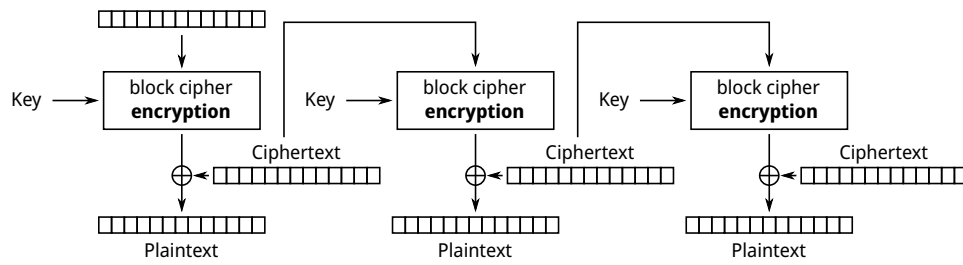 block cipher
encryption
Key
block cipher
encryption
Key
block cipher
encryption
Key
Ciphertext
Ciphertext
Ciphertext
Plaintext
Plaintext
Plaintext